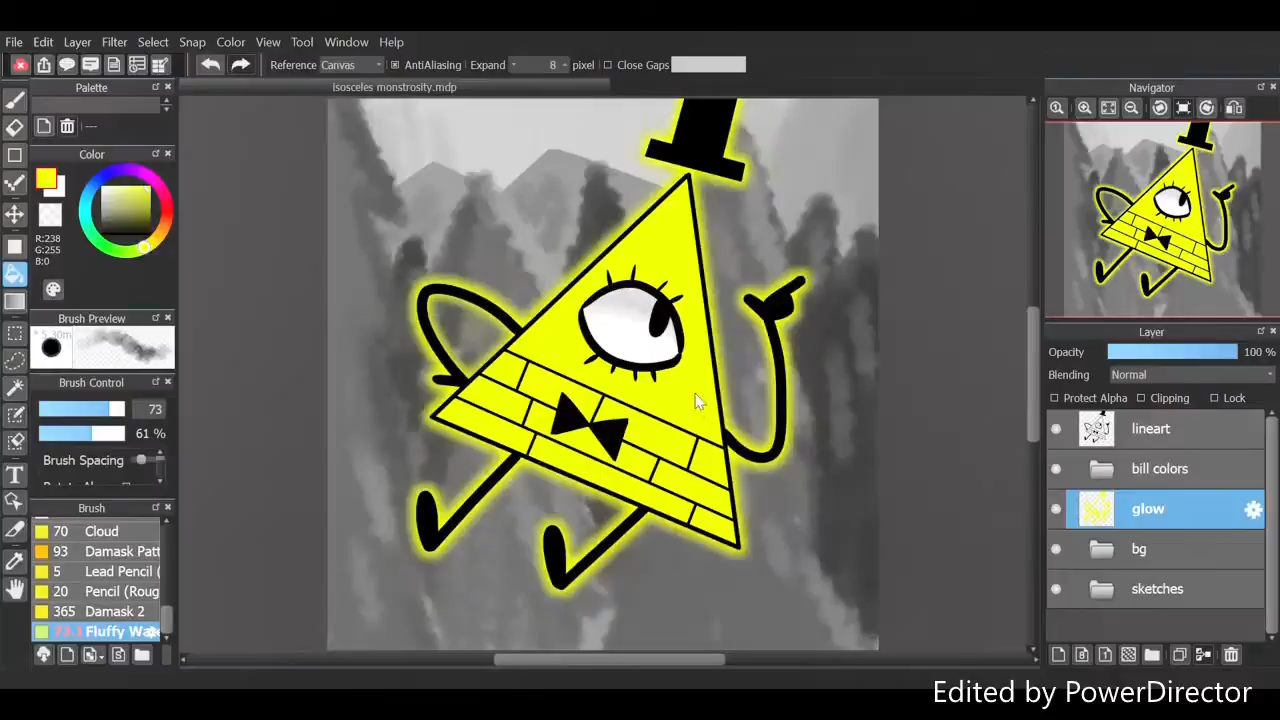 File Edit Layer Filter Select Snap Color View Tool Window Help
Reference Canvas AntiAliasing Expand 8 pixel Close Gaps
Palette
isosceles monstrosity.mdp
Navigator
---
Color
R:238
G:255
B:0
Brush Preview
Brush Control
73
61 %
Brush Spacing
Brush
70 Cloud
93 Damask Patt
5 Lead Pencil (
20 Pencil (Roug
365 Damask 2
Fluffy Wat
Layer
Opacity 100 %
Blending Normal
Protect Alpha Clipping Lock
lineart
bill colors
glow
bg
sketches
Edited by PowerDirector